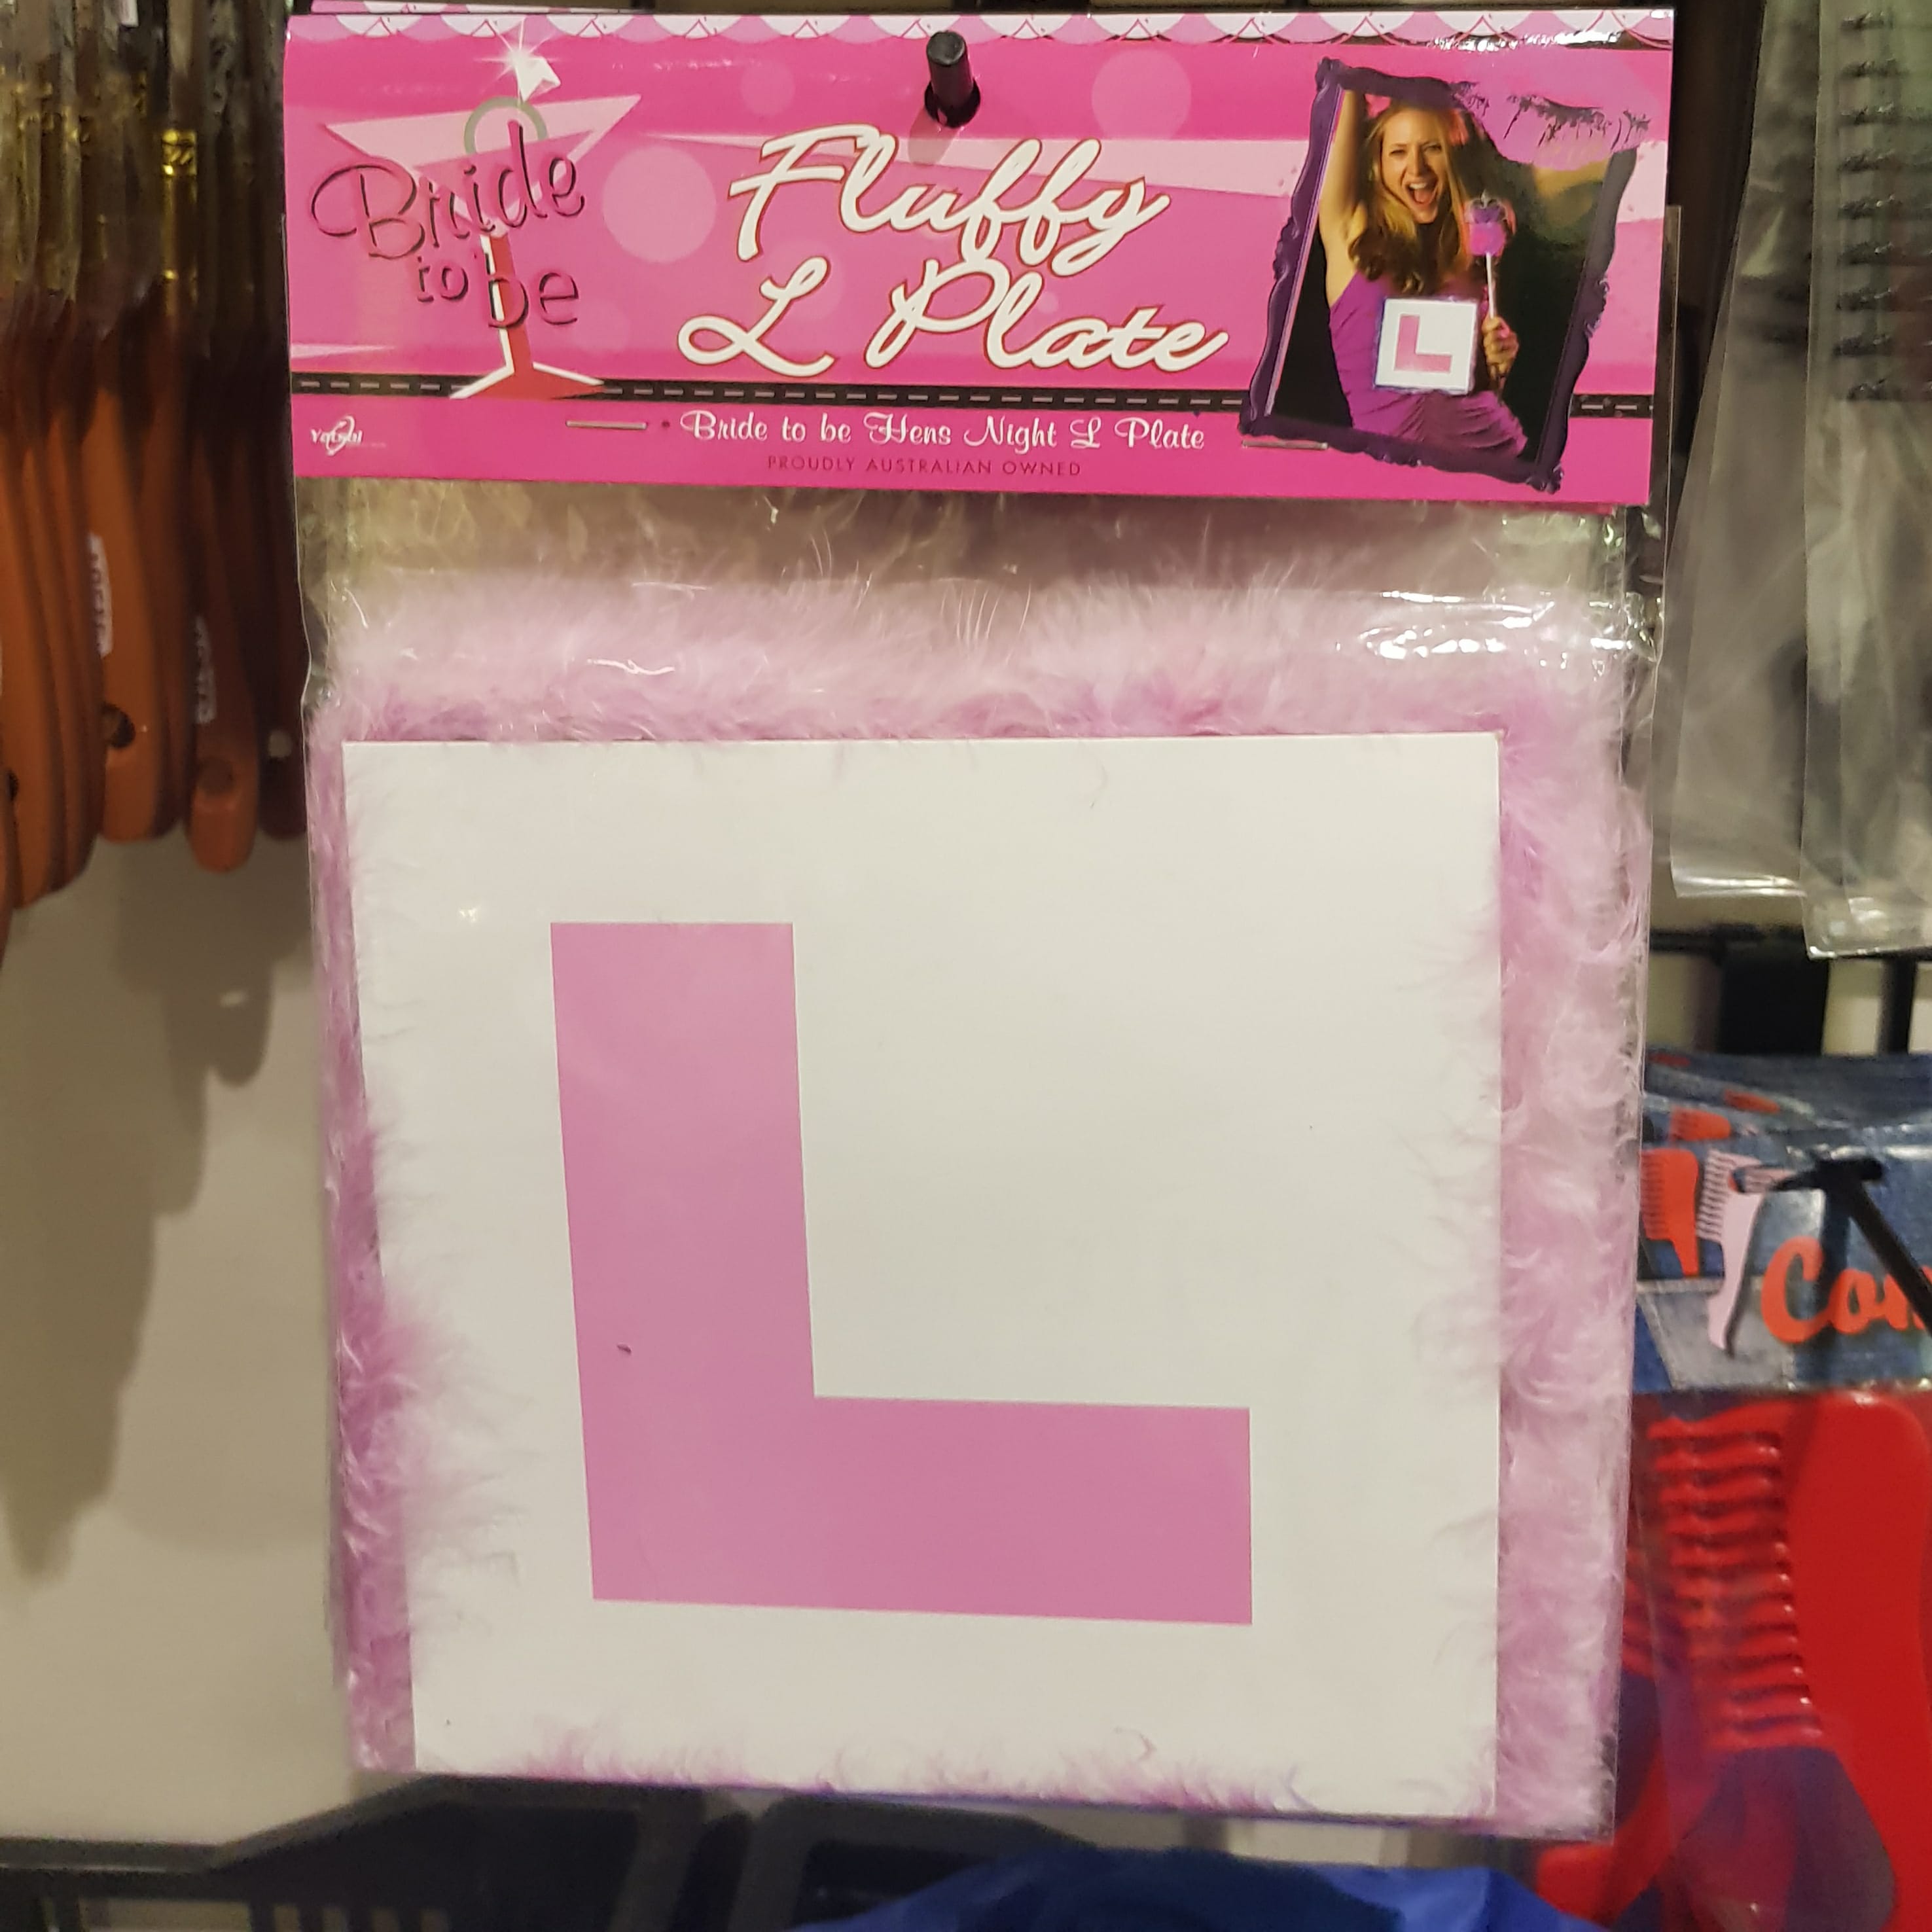 Bride
to be
Fluffy
L Plate
L
Bride to be Hens Night L Plate
PROUDLY AUSTRALIAN OWNED
L